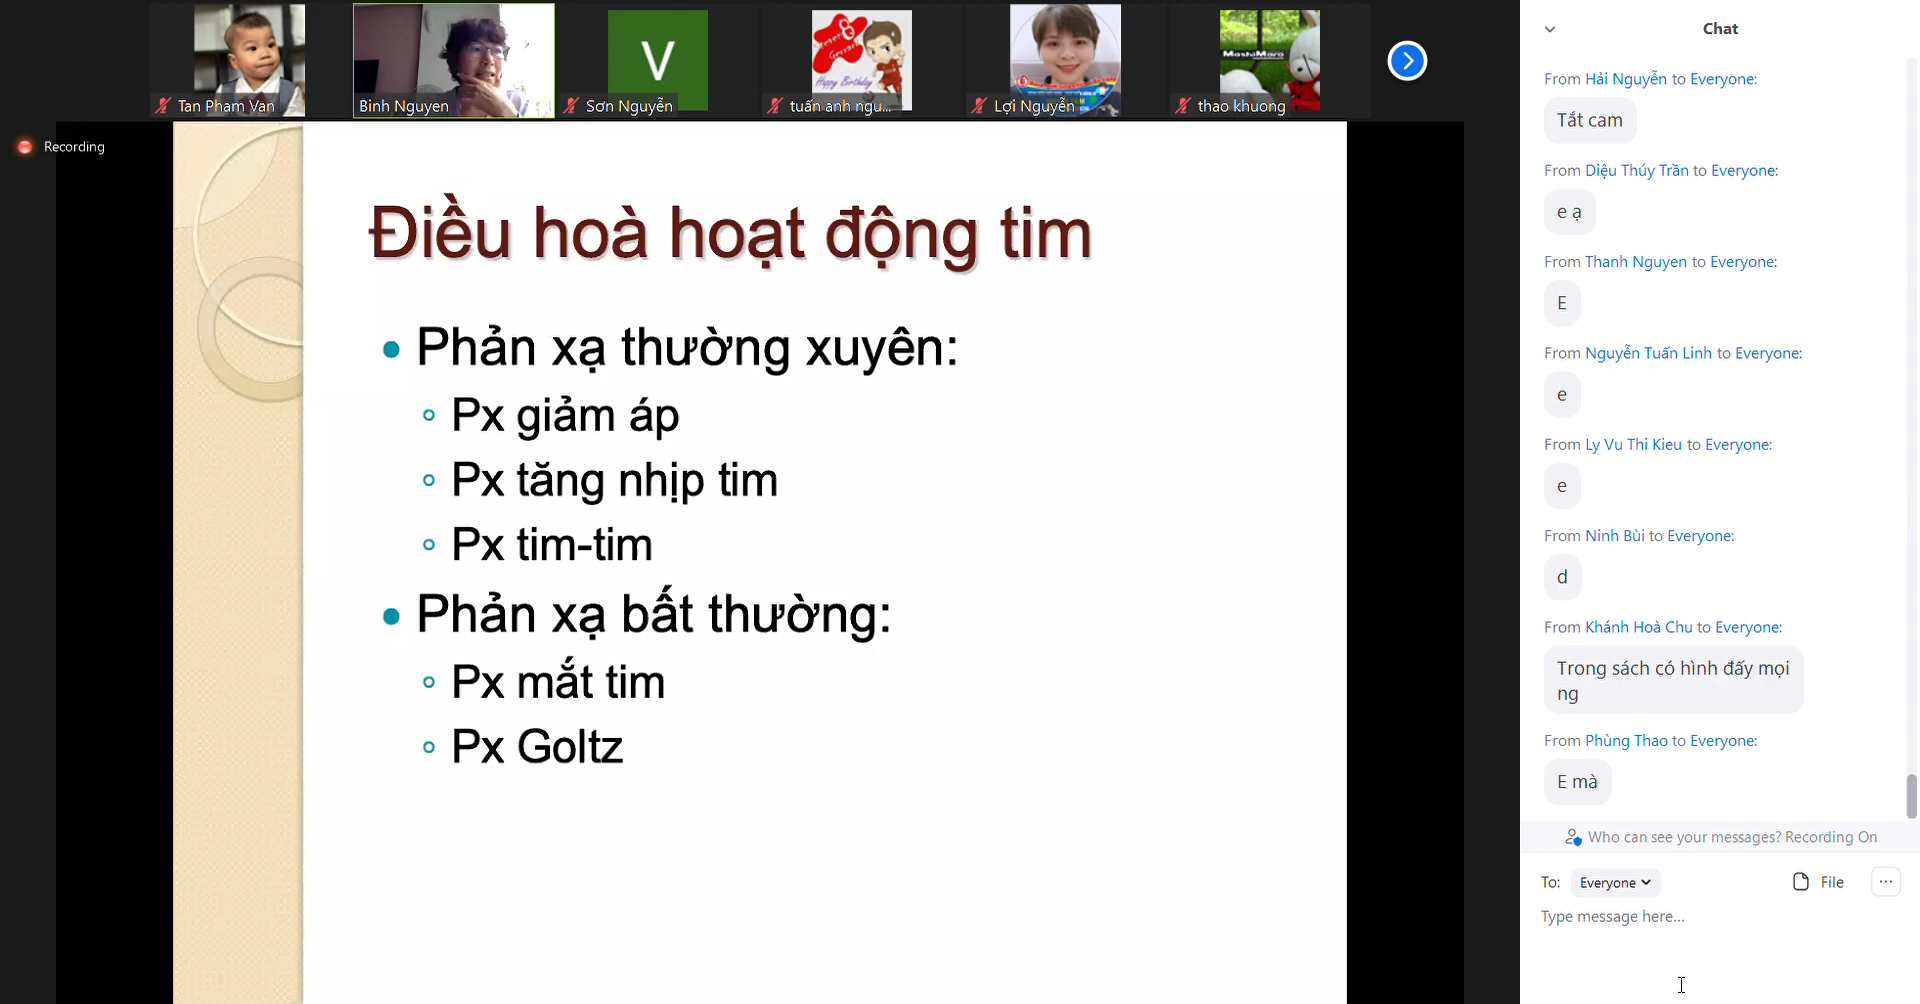 Tan Pham Van
Binh Nguyen
V
Sơn Nguyễn
Happy Birthday
tuấn anh ngu...
Lợi Nguyễn
MashiMaro
thao khuong
Recording
Điều hoà hoạt động tim
Phản xạ thường xuyên:
Px giảm áp
Px tăng nhịp tim
Px tim-tim
Phản xạ bất thường:
Px mắt tim
Px Goltz
Chat
From Hải Nguyễn to Everyone:
Tắt cam
From Diệu Thúy Trần to Everyone:
e ạ
From Thanh Nguyen to Everyone:
E
From Nguyễn Tuấn Linh to Everyone:
e
From Ly Vu Thi Kieu to Everyone:
e
From Ninh Bùi to Everyone:
d
From Khánh Hoà Chu to Everyone:
Trong sách có hình đấy mọi
ng
From Phùng Thao to Everyone:
E mà
Who can see your messages? Recording On
To: Everyone File ...
Type message here...